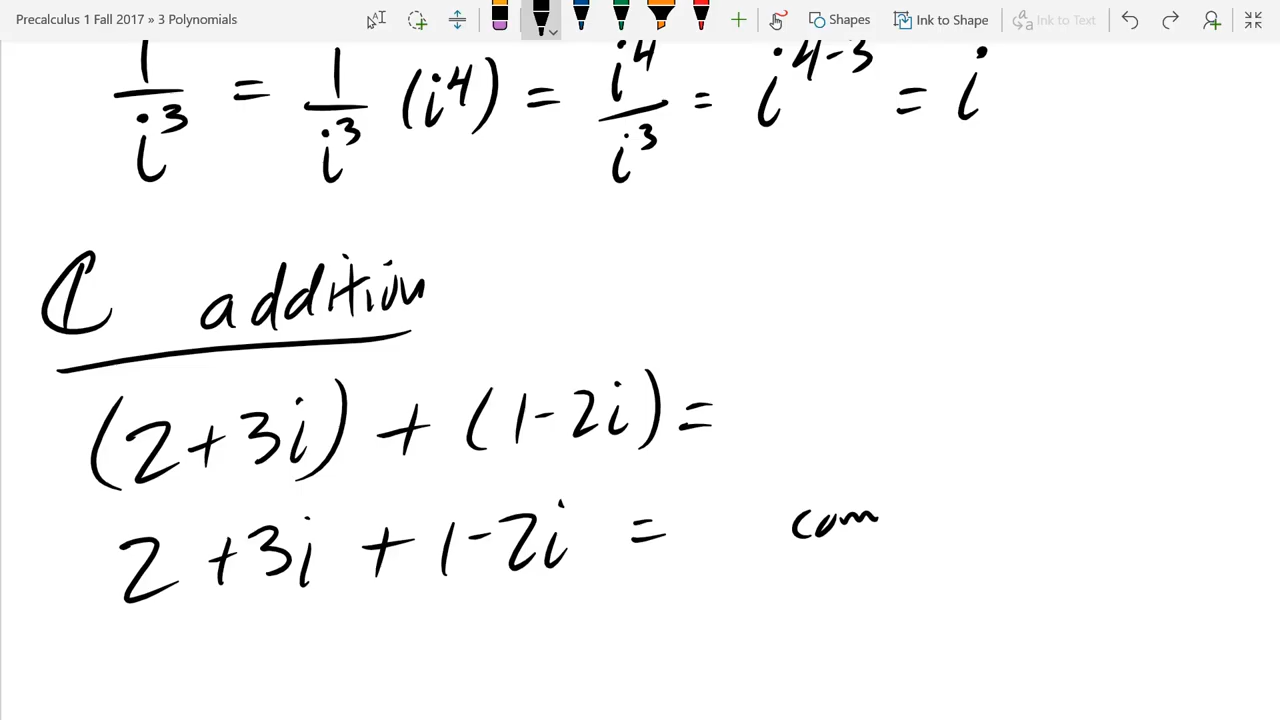 Precalculus 1 Fall 2017 » 3 Polynomials Shapes Ink to Shape Ink to Text
1/i³ = 1/i³ (i⁴) = i⁴/i³ = i⁴⁻³ = i
ℂ addition
(2+3i) + (1-2i) =
2 +3i + 1-2i = com